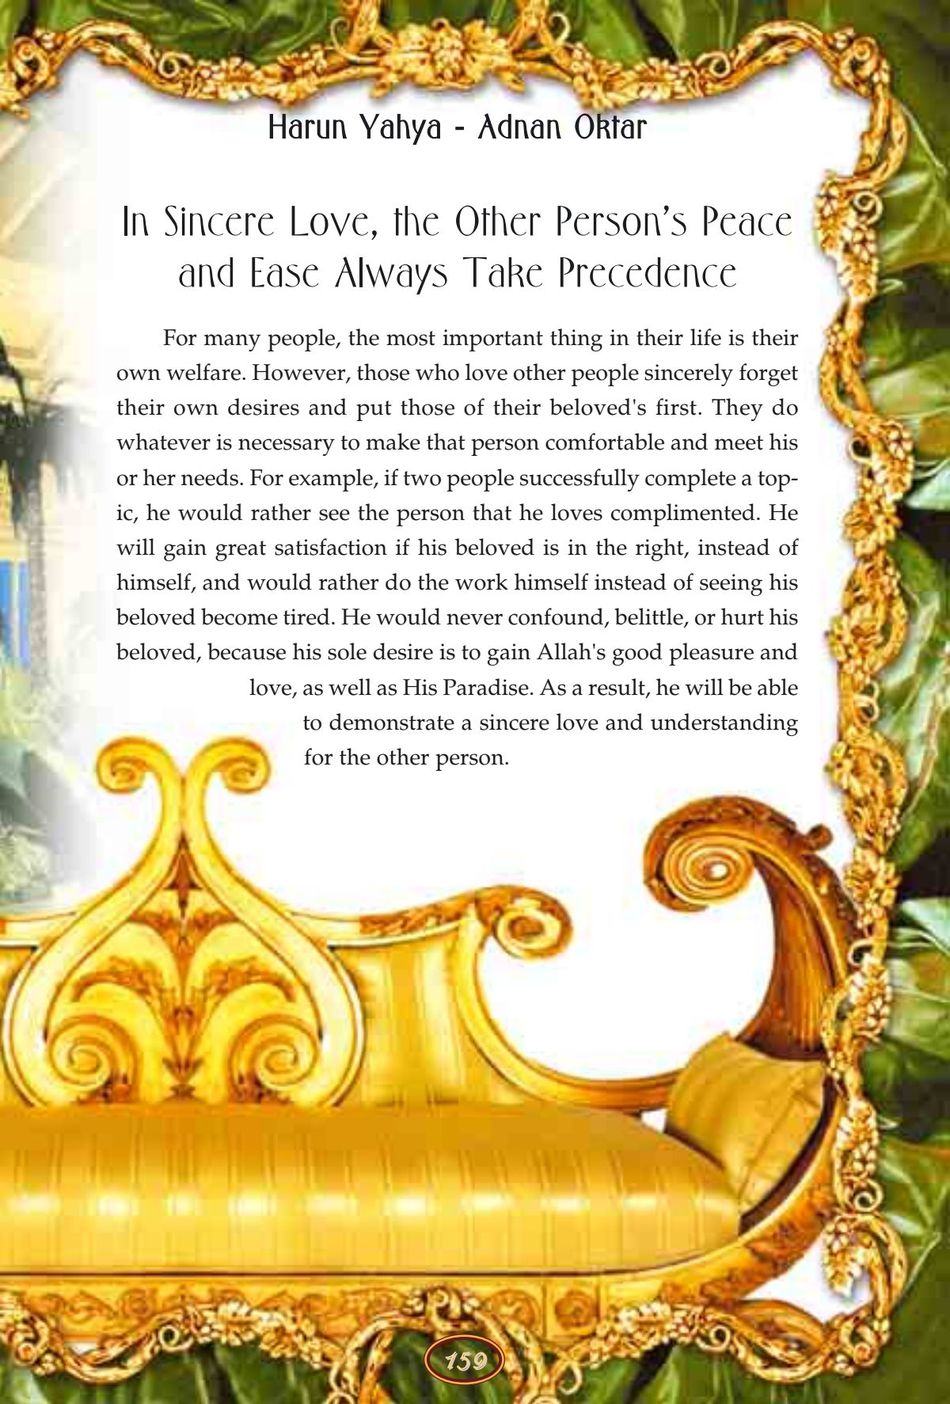 Harun Yahya - Adnan Oktar
In Sincere Love, the Other Person's Peace
and Ease Always Take Precedence
For many people, the most important thing in their life is their
own welfare. However, those who love other people sincerely forget
their own desires and put those of their beloved's first. They do
whatever is necessary to make that person comfortable and meet his
or her needs. For example, if two people successfully complete a top-
ic, he would rather see the person that he loves complimented. He
will gain great satisfaction if his beloved is in the right, instead of
himself, and would rather do the work himself instead of seeing his
beloved become tired. He would never confound, belittle, or hurt his
beloved, because his sole desire is to gain Allah's good pleasure and
love, as well as His Paradise. As a result, he will be able
to demonstrate a sincere love and understanding
for the other person.
159